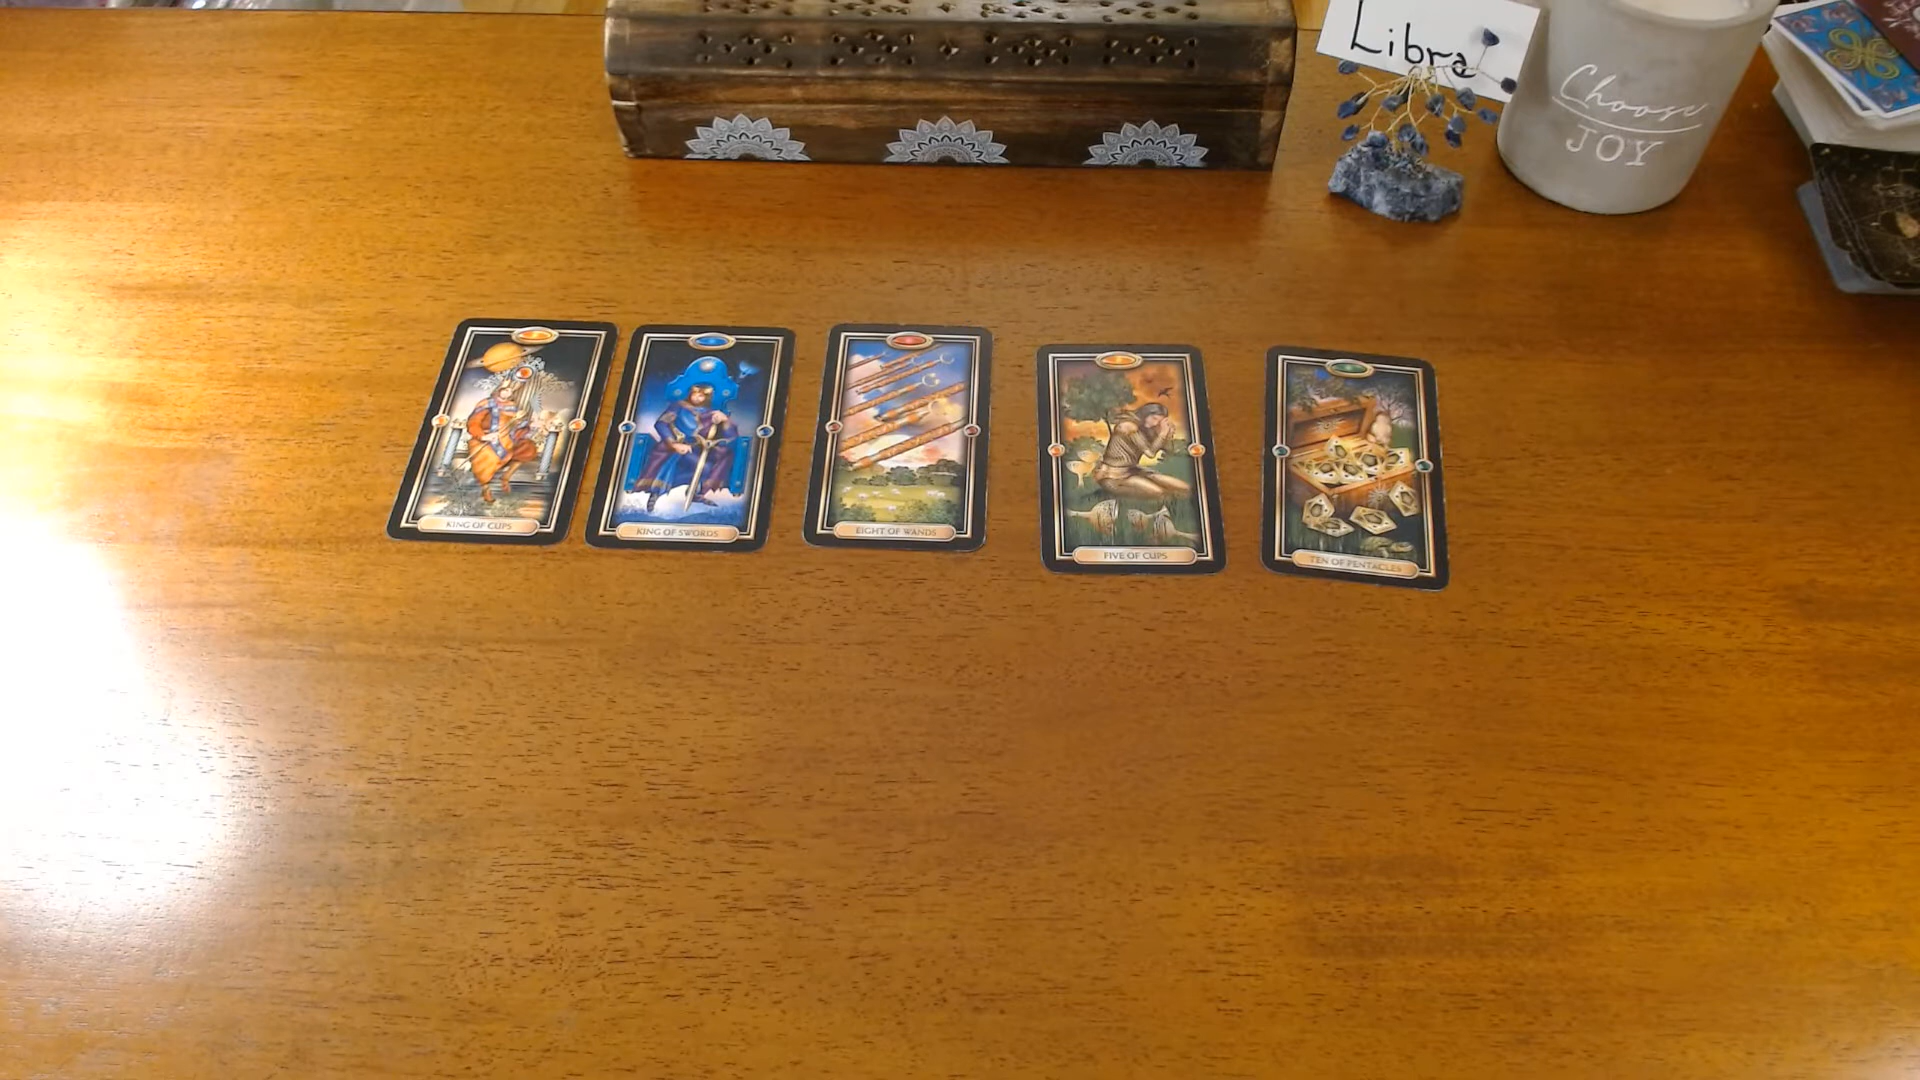 Libra
Choose
JOY
KING OF CUPS
KING OF SWORDS
EIGHT OF WANDS
FIVE OF CUPS
TEN OF PENTACLES